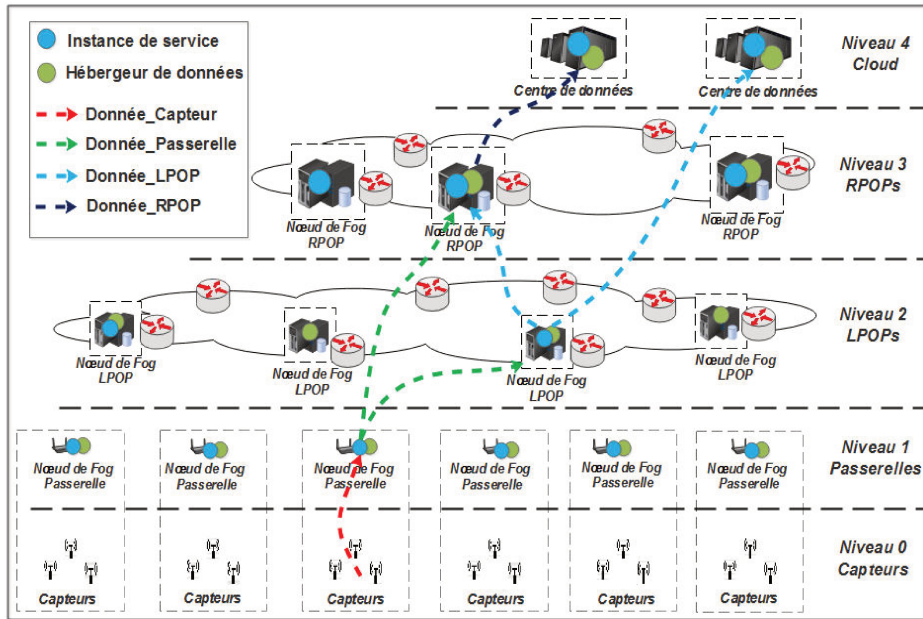 Instance de service
Hébergeur de données
Donnée_Capteur
Donnée_Passerelle
Donnée_LPOP
Donnée_RPOP
Centre de données
Centre de données
Niveau 4
Cloud
Nœud de Fog
RPOP
Nœud de Fog
RPOP
Nœud de Fog
RPOP
Niveau 3
RPOPs
Nœud de Fog
LPOP
Nœud de Fog
LPOP
Nœud de Fog
LPOP
Nœud de Fog
LPOP
Niveau 2
LPOPs
Nœud de Fog
Passerelle
Nœud de Fog
Passerelle
Nœud de Fog
Passerelle
Nœud de Fog
Passerelle
Nœud de Fog
Passerelle
Nœud de Fog
Passerelle
Niveau 1
Passerelles
Capteurs
Capteurs
Capteurs
Capteurs
Capteurs
Capteurs
Niveau 0
Capteurs